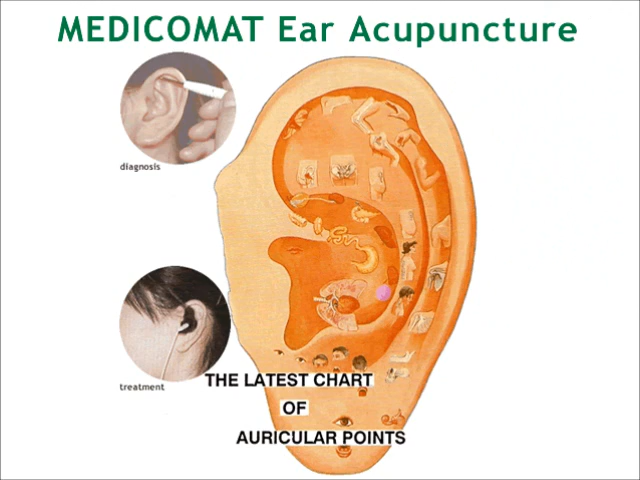 MEDICOMAT Ear Acupuncture
diagnosis
treatment
THE LATEST CHART
OF
AURICULAR POINTS